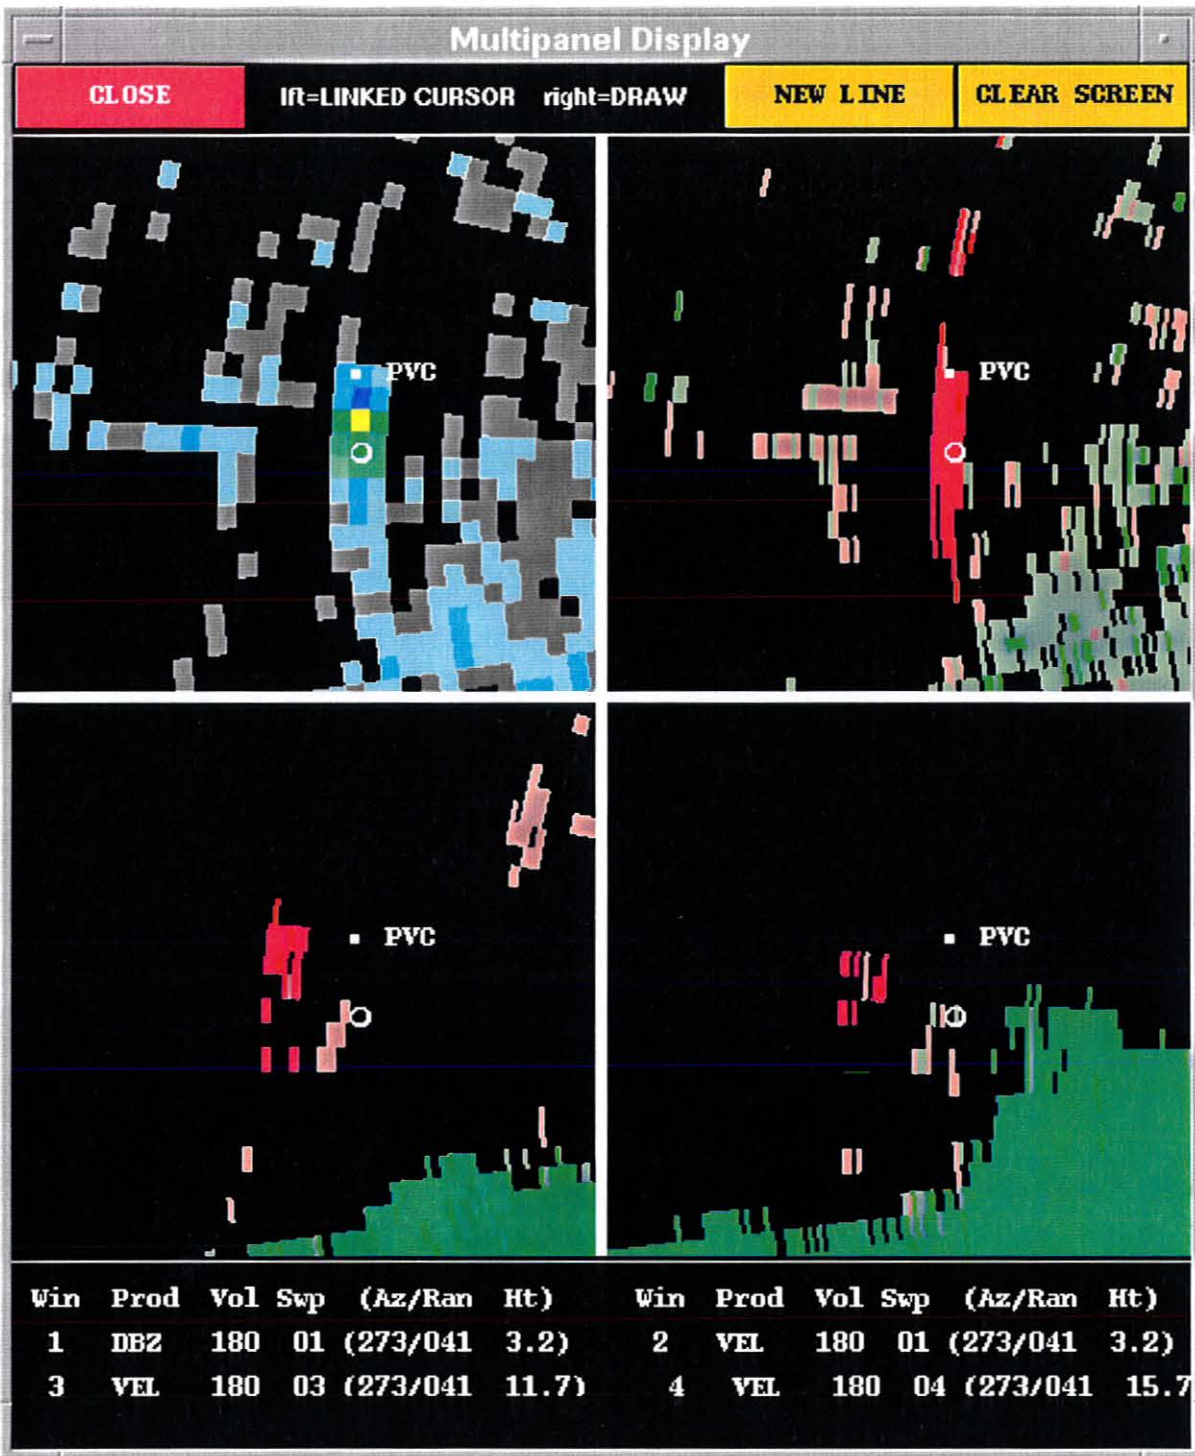 Multipanel Display
CLOSE lft=LINKED CURSOR right=DRAW NEW LINE CLEAR SCREEN
PVC PVC
PVC PVC
Win Prod Vol Swp (Az/Ran Ht) Win Prod Vol Swp (Az/Ran Ht)
1 DBZ 180 01 (273/041 3.2) 2 VEL 180 01 (273/041 3.2)
3 VEL 180 03 (273/041 11.7) 4 VEL 180 04 (273/041 15.7